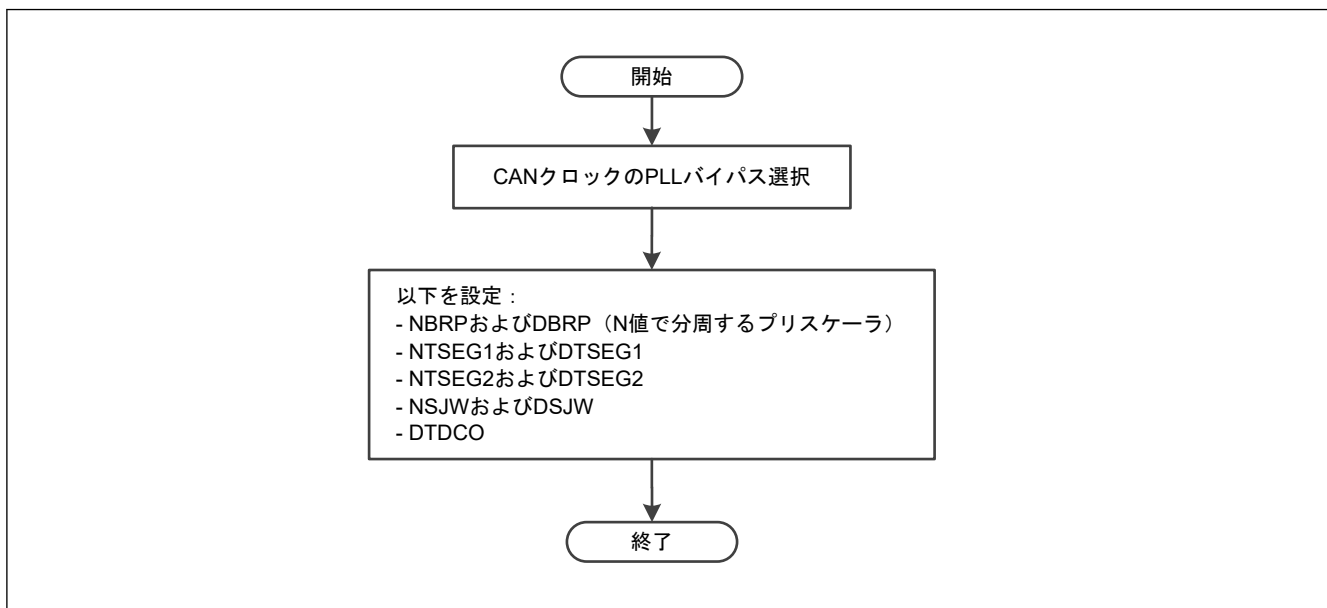 開始
CANクロックのPLLバイパス選択
以下を設定：
- NBRPおよびDBRP（N値で分周するプリスケーラ）
- NTSEG1およびDTSEG1
- NTSEG2およびDTSEG2
- NSJWおよびDSJW
- DTDCO
終了